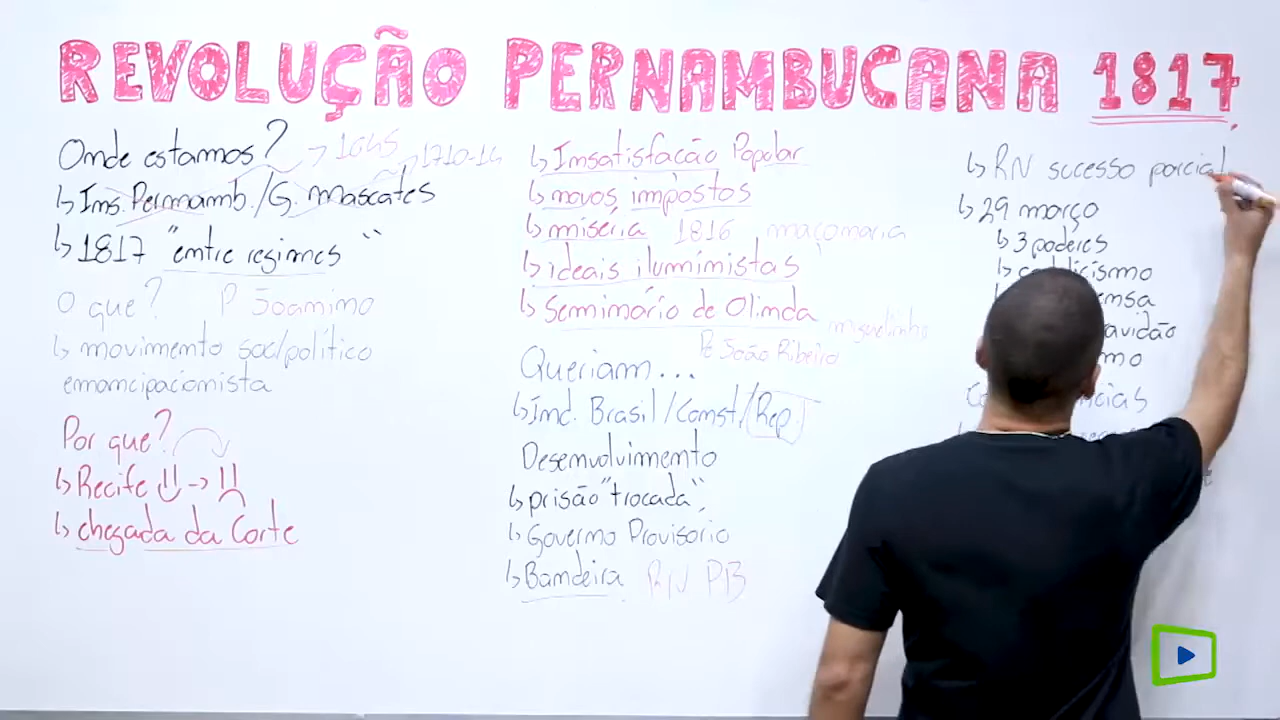 REVOLUÇÃO PERNAMBUCANA 1817
Onde estamos? → 1645
↳ Ins. Pernamb./G. mascates 1710-14
↳ 1817 "entre regimes"
O que? P Joanino
↳ movimento soc/político
emancipacionista
Por que?
↳ Recife →
↳ chegada da Corte
↳ Insatisfacão Popular
↳ novos impostos
↳ miséria 1816 maçonaria
↳ ideais iluministas
↳ Seminário de Olinda miguelinho
Pe João Ribeiro
Queriam...
↳ Ind. Brasil/Const./Rep
Desenvolvimento
↳ prisão "trocada"
↳ Governo Provisorio
↳ Bandeira RN PB
↳ RN sucesso parcial
↳ 29 março
↳ 3 poderes